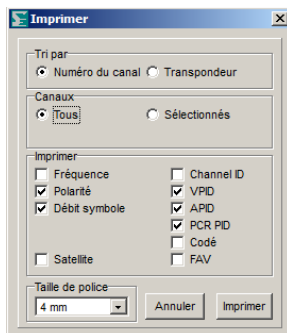 Imprimer
Tri par
Numéro du canal Transpondeur
Canaux
Tous Sélectionnés
Imprimer
Fréquence Channel ID
Polarité VPID
Débit symbole APID
PCR PID
Codé
Satellite FAV
Taille de police
4 mm Annuler Imprimer